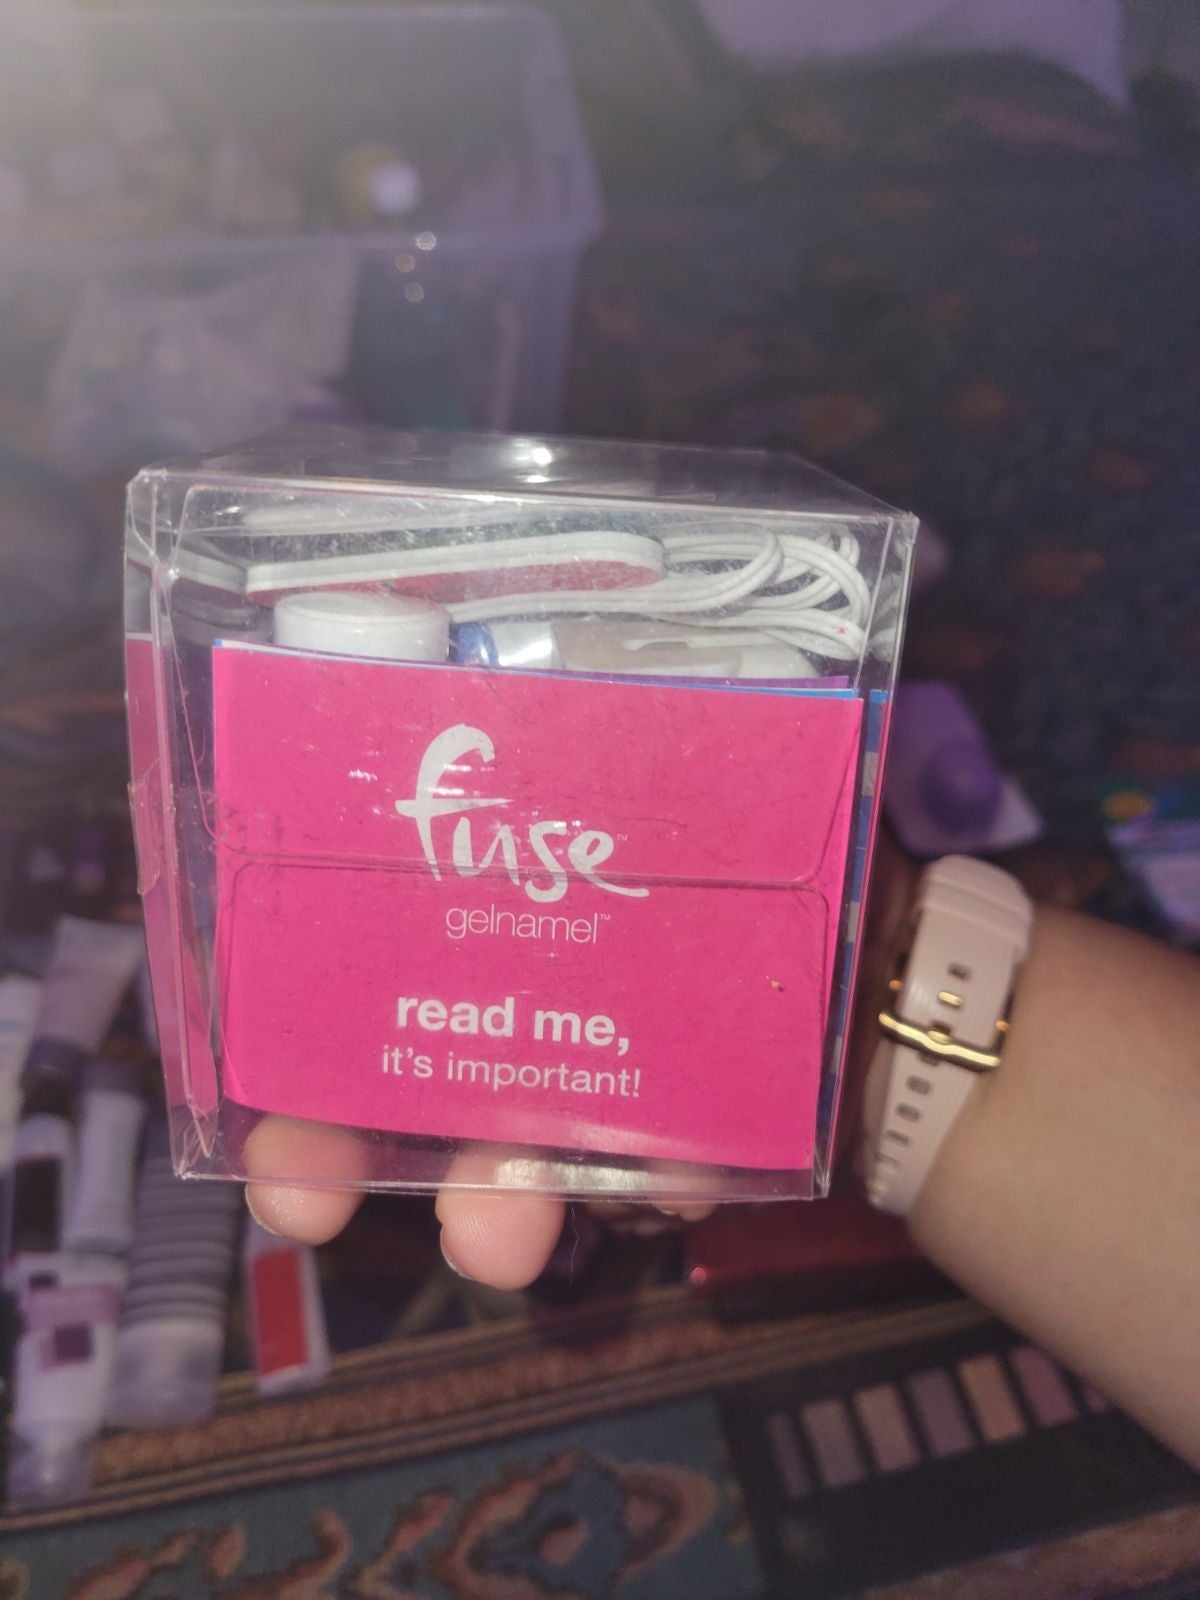 fuse™
gelnamel™
read me,
it's important!